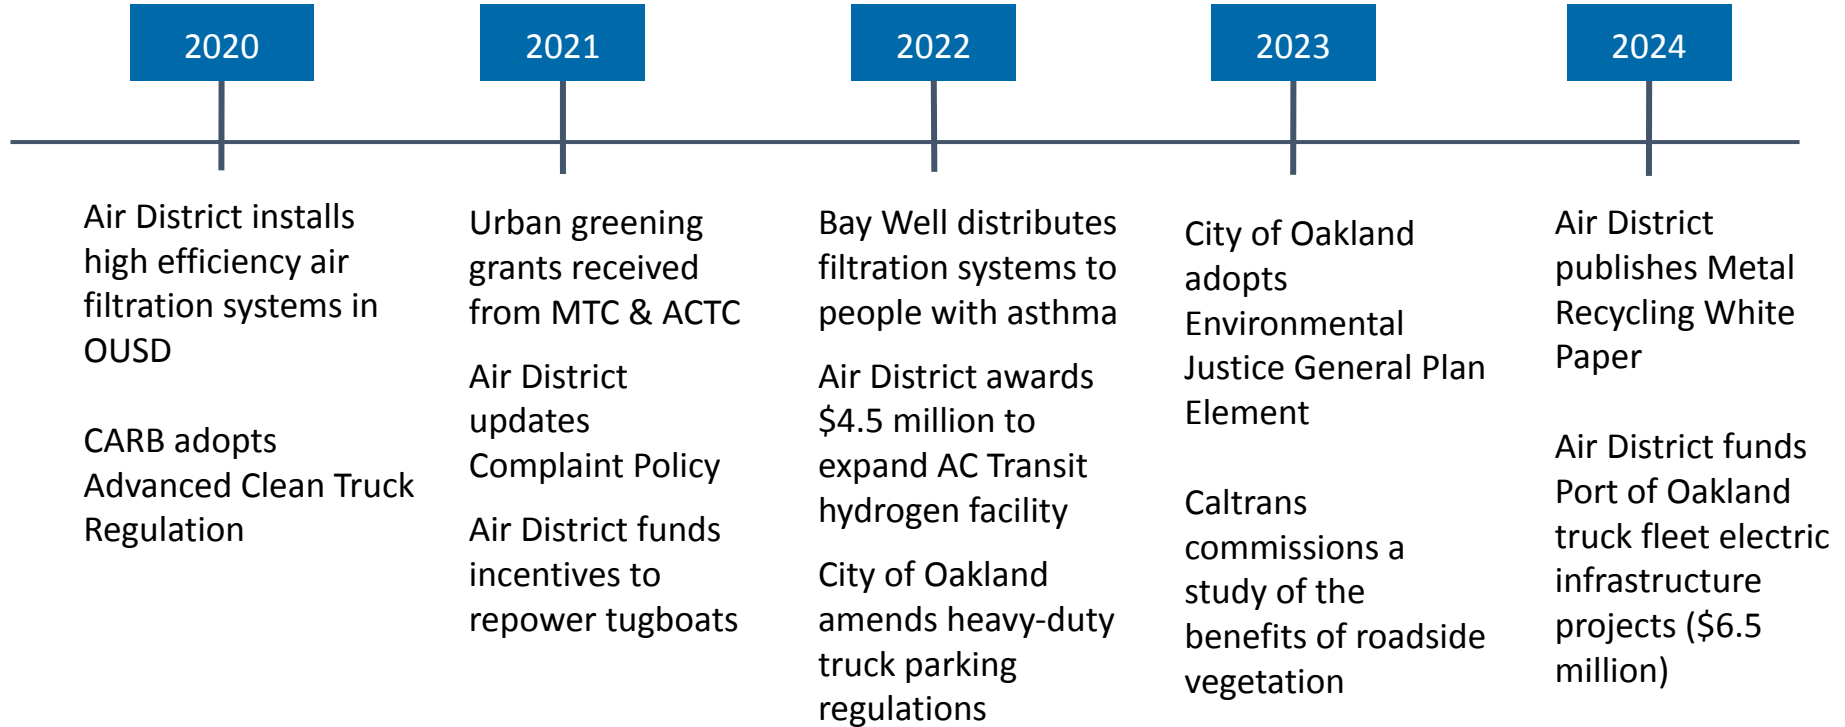 2020
2021
2022
2023
2024
Air District installs
high efficiency air
filtration systems in
OUSD
CARB adopts
Advanced Clean Truck
Regulation
Urban greening
grants received
from MTC & ACTC
Air District
updates
Complaint Policy
Air District funds
incentives to
repower tugboats
Bay Well distributes
filtration systems to
people with asthma
Air District awards
$4.5 million to
expand AC Transit
hydrogen facility
City of Oakland
amends heavy-duty
truck parking
regulations
City of Oakland
adopts
Environmental
Justice General Plan
Element
Caltrans
commissions a
study of the
benefits of roadside
vegetation
Air District
publishes Metal
Recycling White
Paper
Air District funds
Port of Oakland
truck fleet electric
infrastructure
projects ($6.5
million)